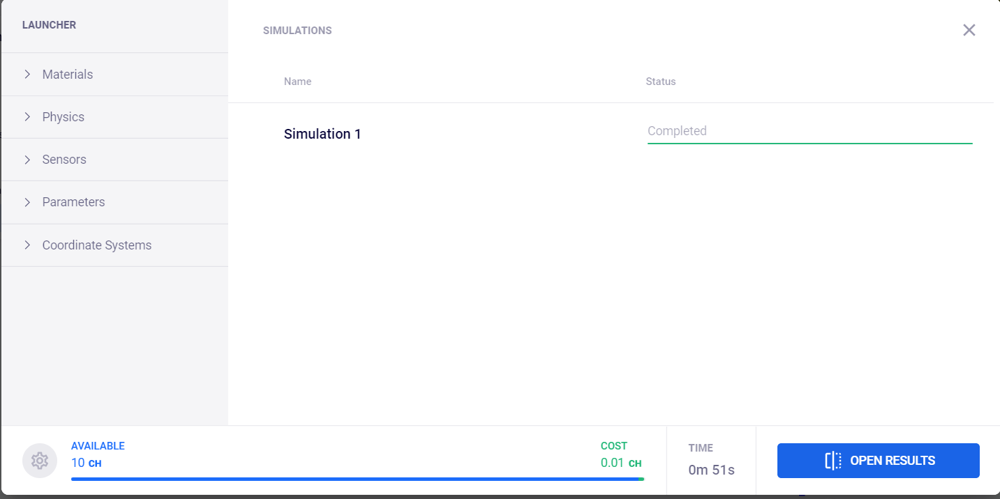 LAUNCHER
Materials
Physics
Sensors
Parameters
Coordinate Systems
SIMULATIONS
Name
Status
Simulation 1
Completed
AVAILABLE
10 CH
COST
0.01 CH
TIME
0m 51s
OPEN RESULTS